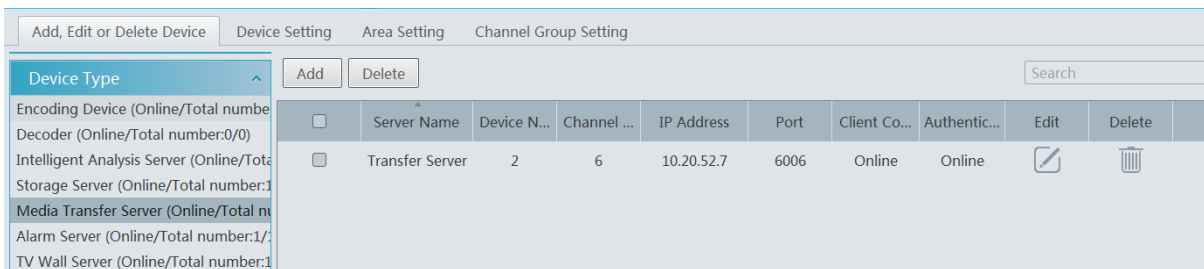 Add, Edit or Delete Device Device Setting Area Setting Channel Group Setting
Device Type Add Delete Search
Encoding Device (Online/Total numbe
Server Name Device N... Channel ... IP Address Port Client Co... Authentic... Edit Delete
Decoder (Online/Total number:0/0)
Intelligent Analysis Server (Online/Tota
Transfer Server 2 6 10.20.52.7 6006 Online Online
Storage Server (Online/Total number:1
Media Transfer Server (Online/Total nu
Alarm Server (Online/Total number:1/1
TV Wall Server (Online/Total number:1